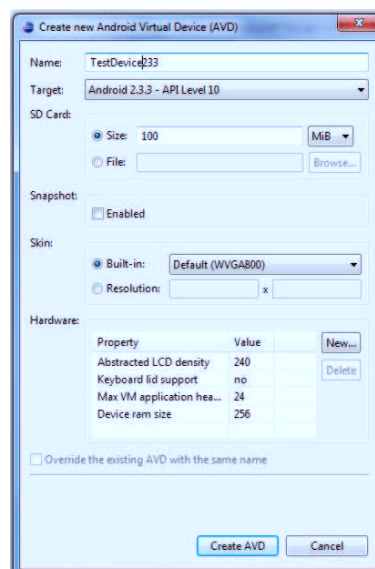 Create new Android Virtual Device (AVD)
Name: TestDevice233
Target: Android 2.3.3 - API Level 10
SD Card:
Size: 100 MiB
File: Browse...
Snapshot:
Enabled
Skin:
Built-in: Default (WVGA800)
Resolution: x
Hardware:
Property Value New...
Abstracted LCD density 240
Delete
Keyboard lid support no
Max VM application hea... 24
Device ram size 256
Override the existing AVD with the same name
Create AVD Cancel